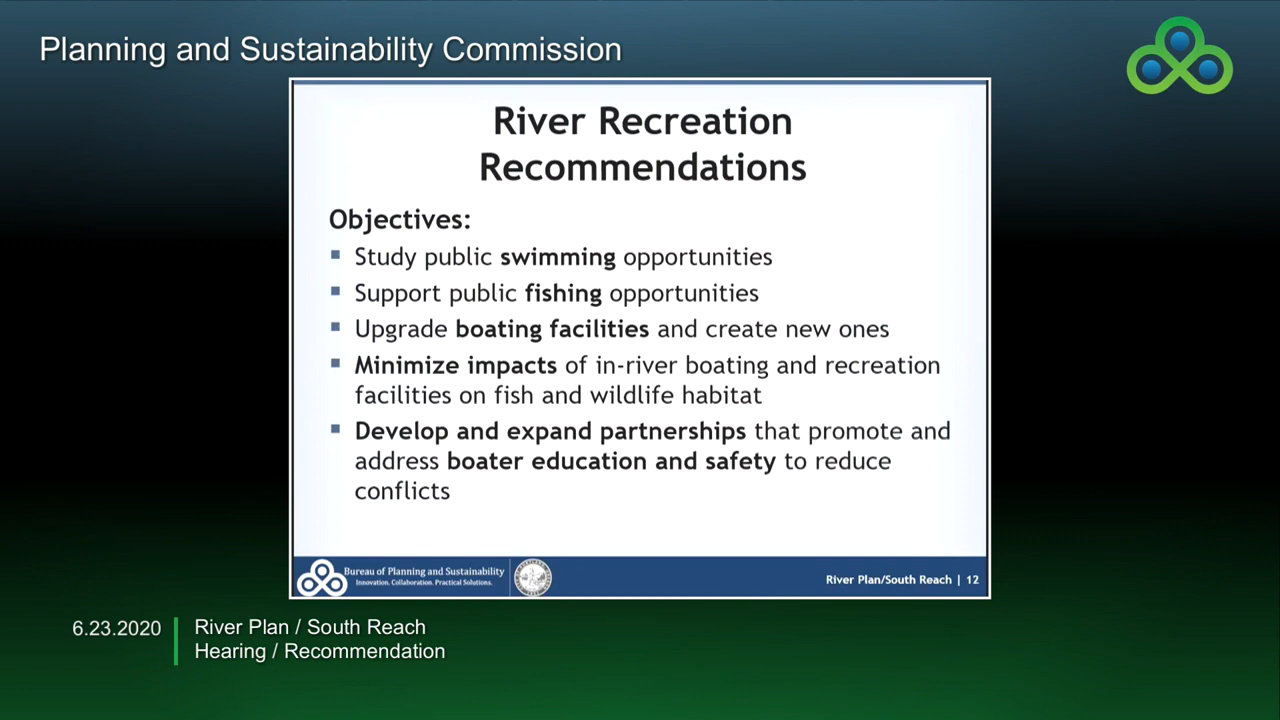 Planning and Sustainability Commission
River Recreation
Recommendations
Objectives:
Study public swimming opportunities
Support public fishing opportunities
Upgrade boating facilities and create new ones
Minimize impacts of in-river boating and recreation
facilities on fish and wildlife habitat
Develop and expand partnerships that promote and
address boater education and safety to reduce
conflicts
Bureau of Planning and Sustainability
Innovation. Collaboration. Practical Solutions.
River Plan/South Reach | 12
6.23.2020
River Plan / South Reach
Hearing / Recommendation